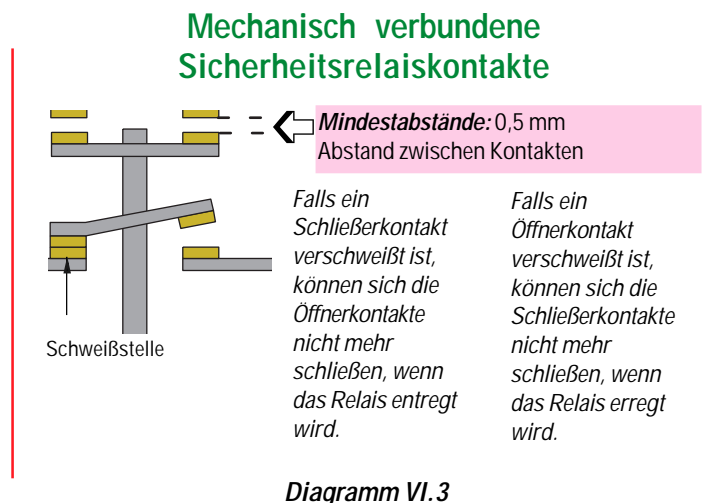 Mechanisch verbundene
Sicherheitsrelaiskontakte
Mindestabstände: 0,5 mm
Abstand zwischen Kontakten
Schweißstelle
Falls ein
Schließerkontakt
verschweißt ist,
können sich die
Öffnerkontakte
nicht mehr
schließen, wenn
das Relais entregt
wird.
Falls ein
Öffnerkontakt
verschweißt ist,
können sich die
Schließerkontakte
nicht mehr
schließen, wenn
das Relais erregt
wird.
Diagramm VI.3